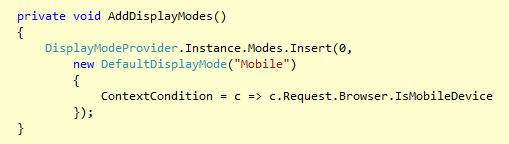 private void AddDisplayModes()
{
    DisplayModeProvider.Instance.Modes.Insert(0,
        new DefaultDisplayMode("Mobile")
        {
            ContextCondition = c => c.Request.Browser.IsMobileDevice
        });
}